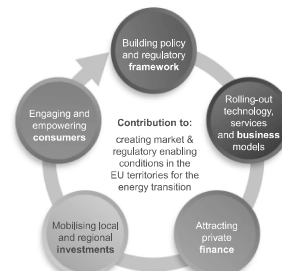 Building policy
and regulatory
framework
Rolling-out
technology,
services
and business
models
Attracting
private
finance
Mobilising local
and regional
investments
Engaging and
empowering
consumers
Contribution to:
creating market &
regulatory enabling
conditions in the
EU territories for the
energy transition